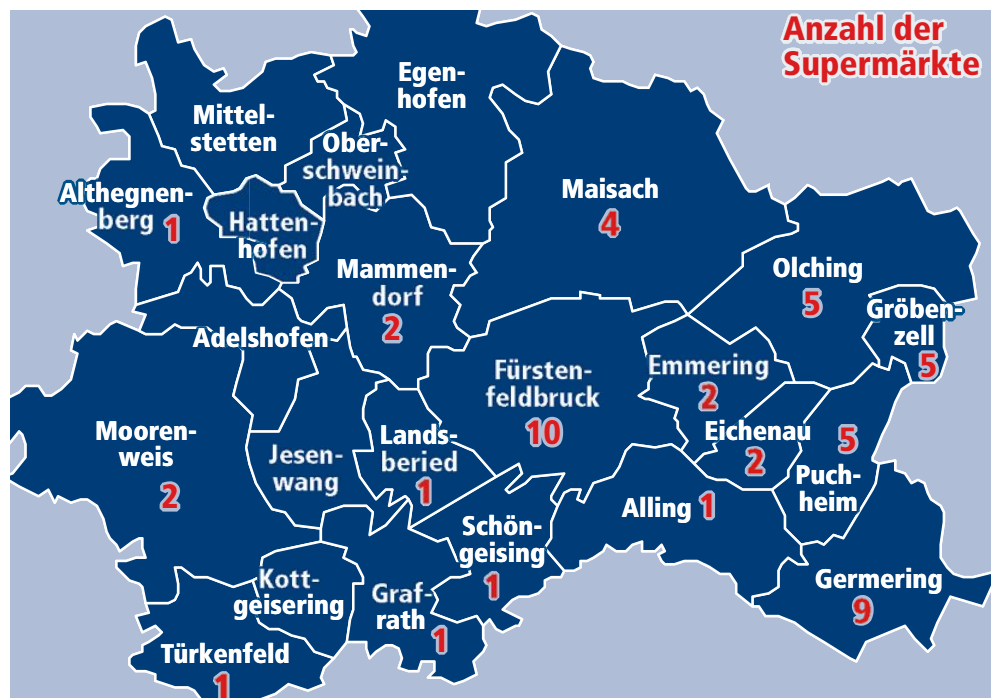 Anzahl der
Supermärkte
Egen-
hofen
Mittel-
stetten
Ober-
schwein-
bach
Althegnen-
berg 1
Hatten-
hofen
Maisach
4
Mammen-
dorf
2
Olching
5
Gröben-
zell
5
Adelshofen
Fürsten-
feldbruck
10
Emmering
2
Eichenau
2
5
Puch-
heim
Mooren-
weis
2
Jesen-
wang
Lands-
beried
1
Alling 1
Schön-
geising
1
Kott-
geisering
Graf-
rath
1
Germering
9
Türkenfeld
1